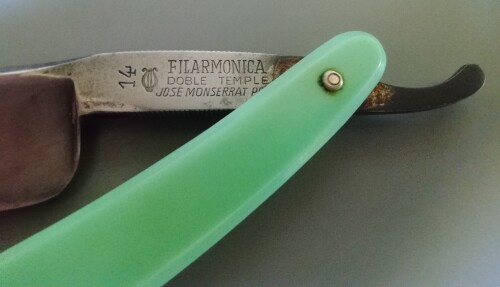 14
FILARMONICA
DOBLE TEMPLE
JOSE MONSERRAT